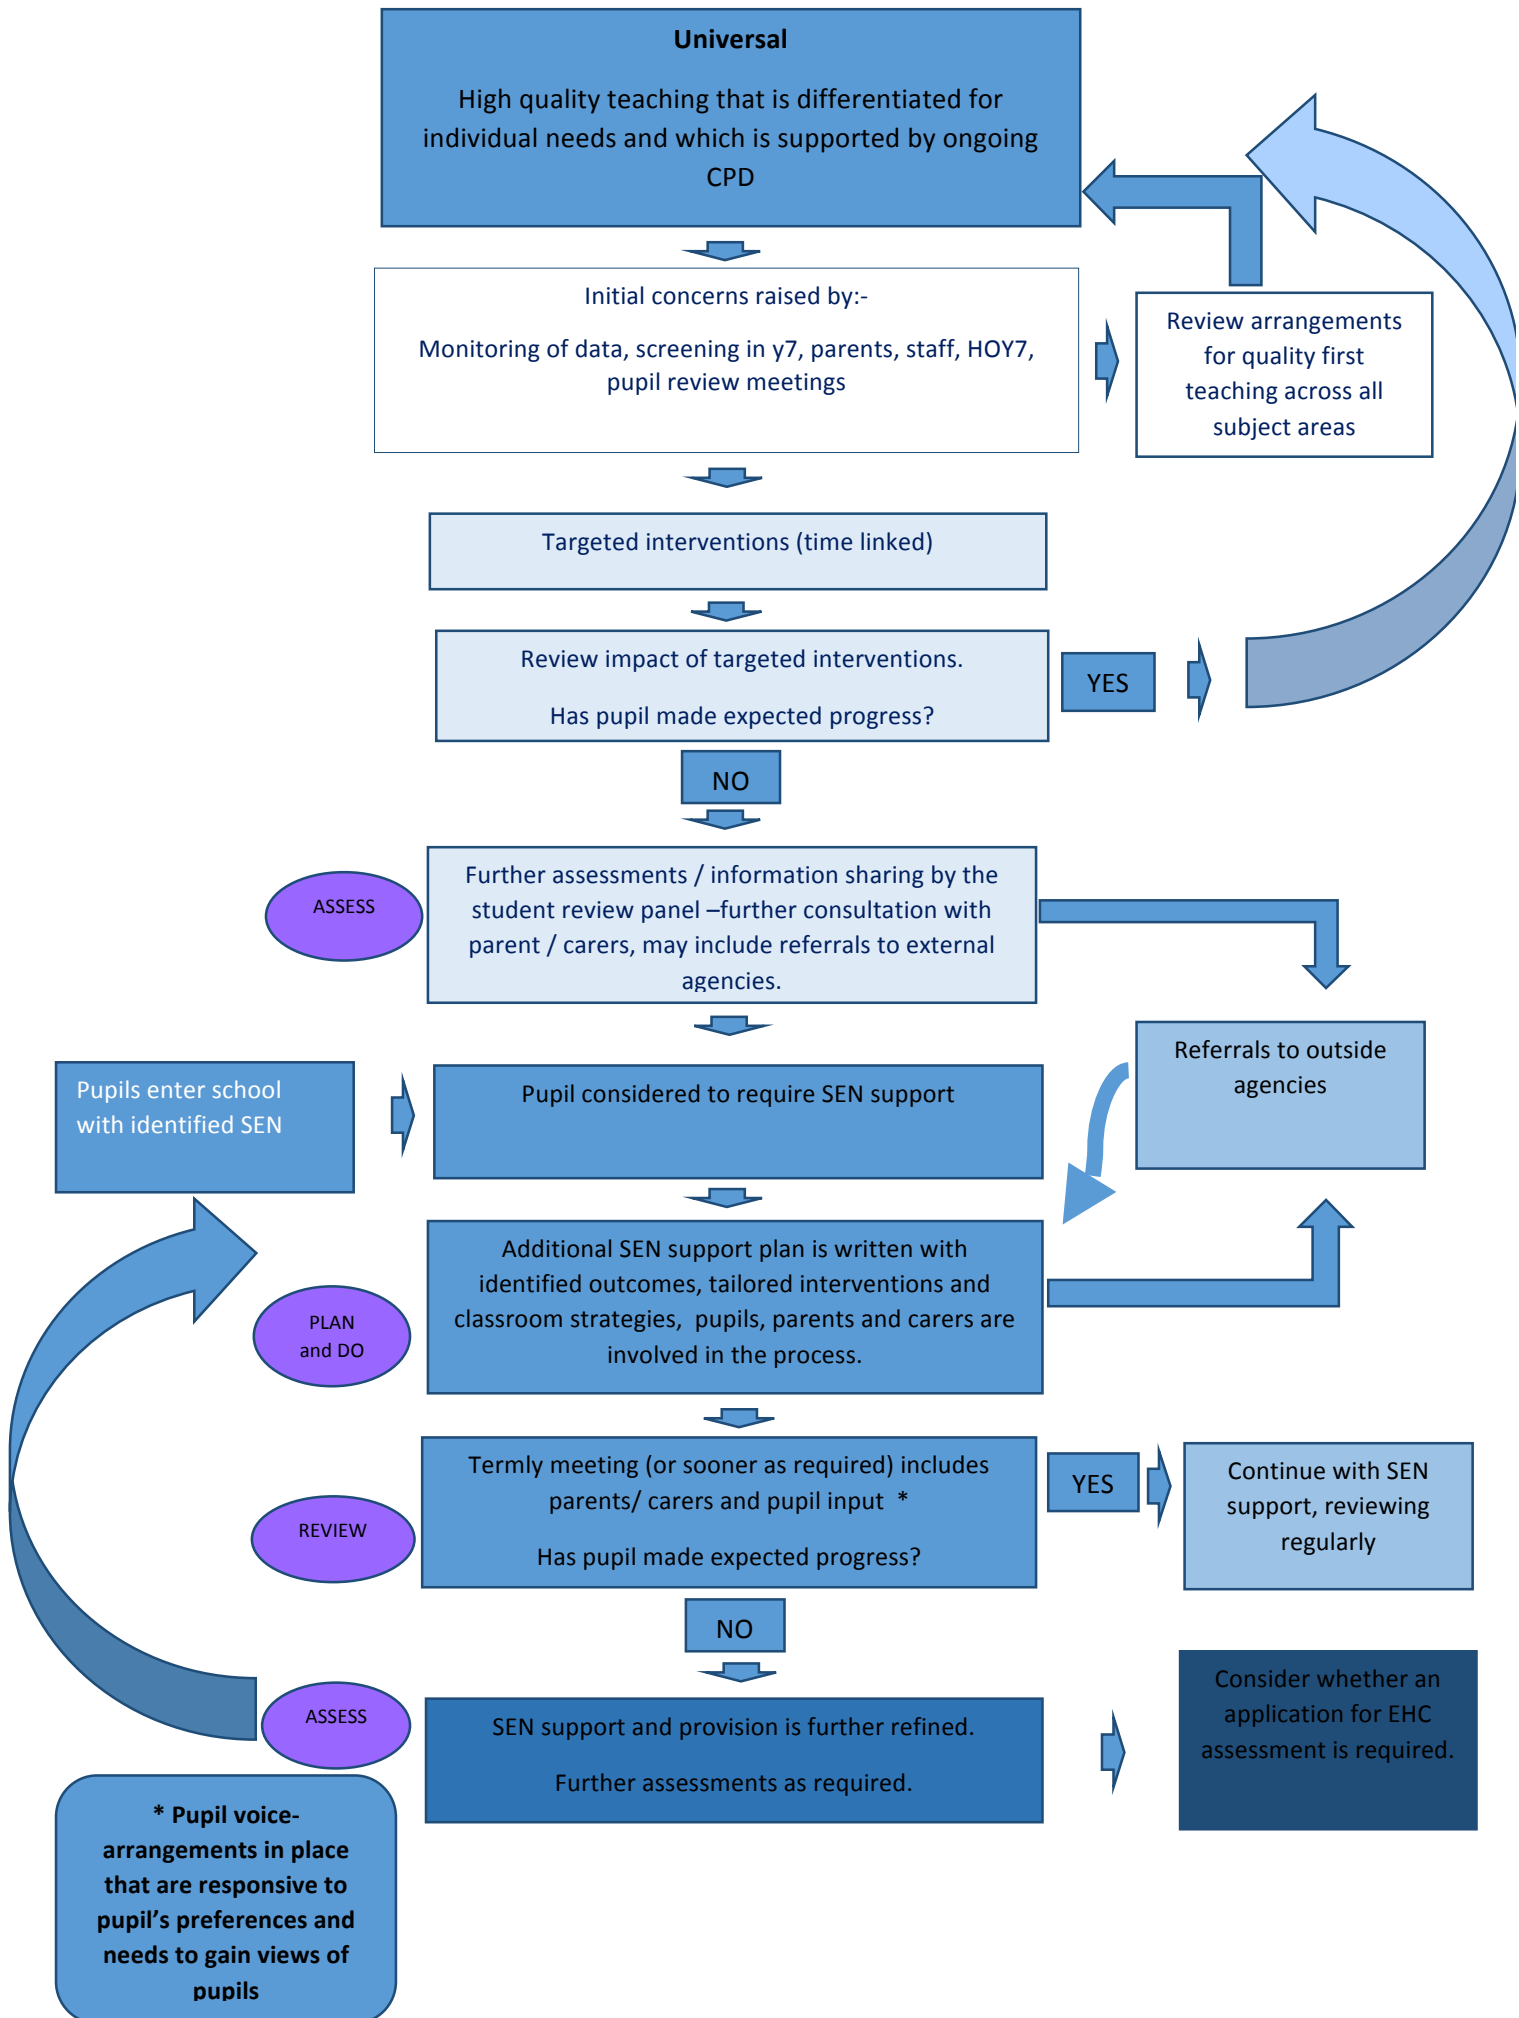 Universal
High quality teaching that is differentiated for
individual needs and which is supported by ongoing
CPD
Initial concerns raised by:-
Monitoring of data, screening in y7, parents, staff, HOY7,
pupil review meetings
Review arrangements
for quality first
teaching across all
subject areas
Targeted interventions (time linked)
Review impact of targeted interventions.
Has pupil made expected progress?
YES
NO
ASSESS
Further assessments / information sharing by the
student review panel –further consultation with
parent / carers, may include referrals to external
agencies.
Referrals to outside
agencies
Pupils enter school
with identified SEN
Pupil considered to require SEN support
Additional SEN support plan is written with
identified outcomes, tailored interventions and
classroom strategies,  pupils, parents and carers are
involved in the process.
PLAN
and DO
Termly meeting (or sooner as required) includes
parents/ carers and pupil input  *
Has pupil made expected progress?
YES
Continue with SEN
support, reviewing
regularly
REVIEW
NO
ASSESS
SEN support and provision is further refined.
Further assessments as required.
Consider whether an
application for EHC
assessment is required.
* Pupil voice-
arrangements in place
that are responsive to
pupil’s preferences and
needs to gain views of
pupils